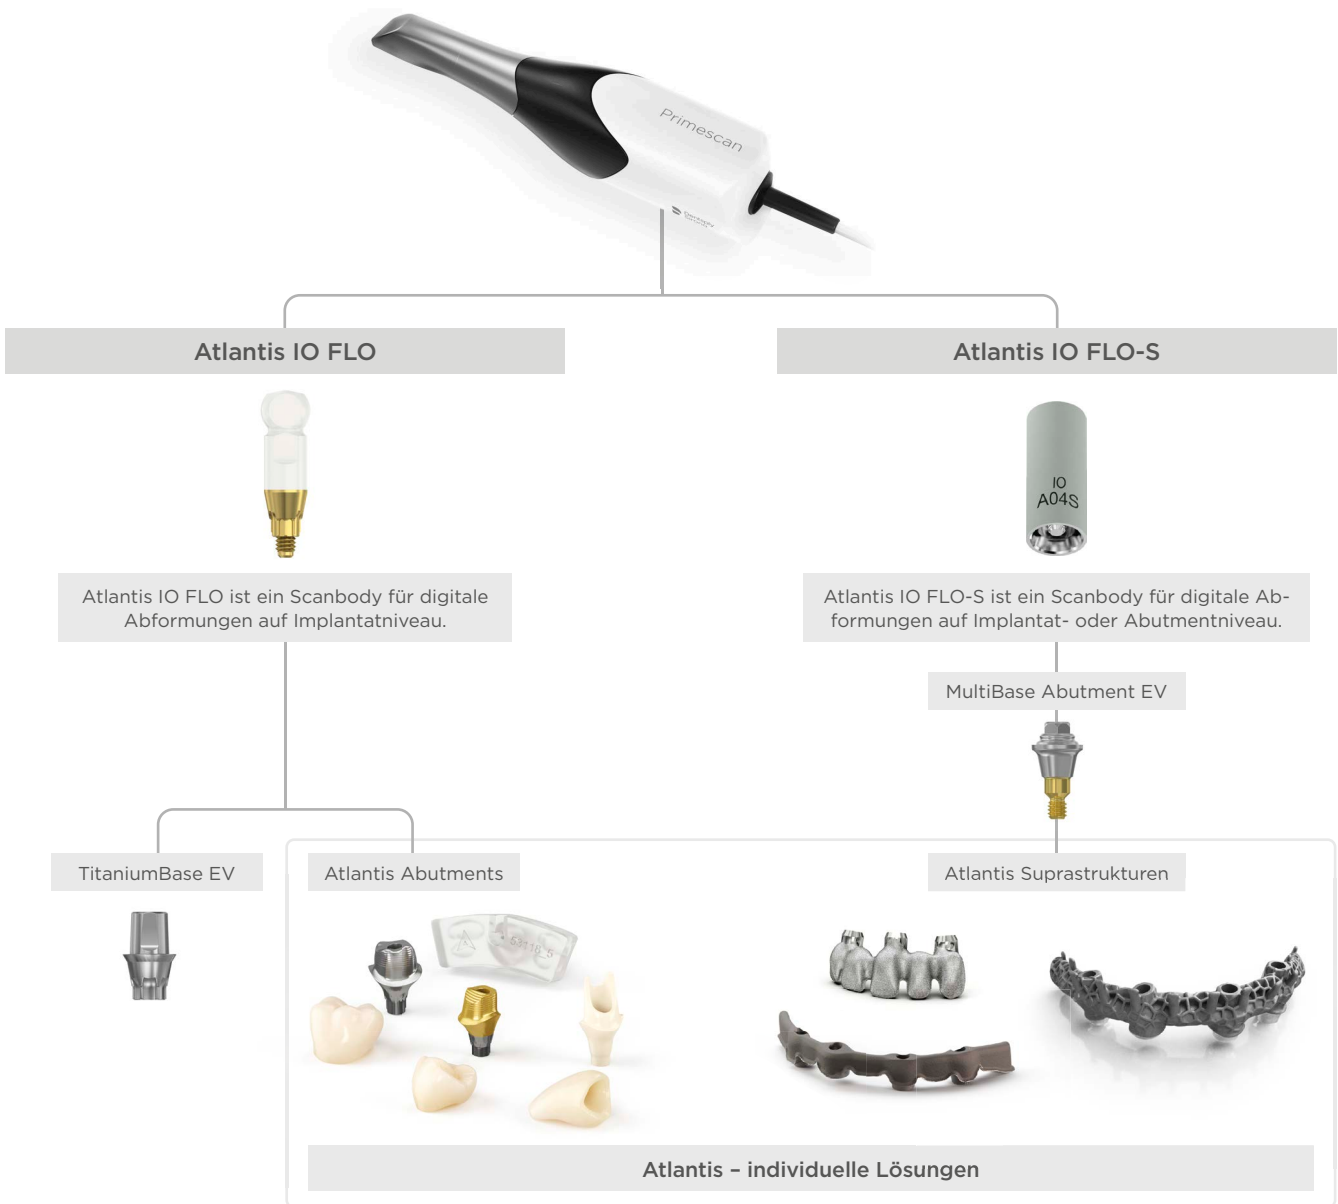 Primescan
Atlantis IO FLO
Atlantis IO FLO-S
IO
A04S
Atlantis IO FLO ist ein Scanbody für digitale
Abformungen auf Implantatniveau.
Atlantis IO FLO-S ist ein Scanbody für digitale Ab-
formungen auf Implantat- oder Abutmentniveau.
MultiBase Abutment EV
TitaniumBase EV
Atlantis Abutments
Atlantis Suprastrukturen
Atlantis – individuelle Lösungen